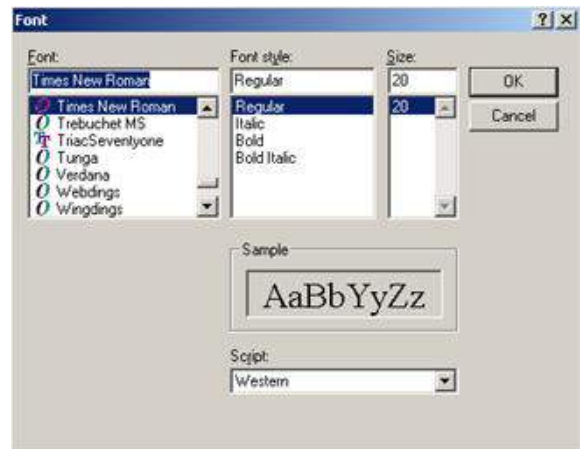 Font
Font: Font style: Size:
Times New Roman Regular 20
Times New Roman Regular 20
Trebuchet MS Italic
TriacSeventyone Bold
Tunga Bold Italic
Verdana
Webdings
Wingdings
OK
Cancel
Sample
AaBbYyZz
Script:
Western